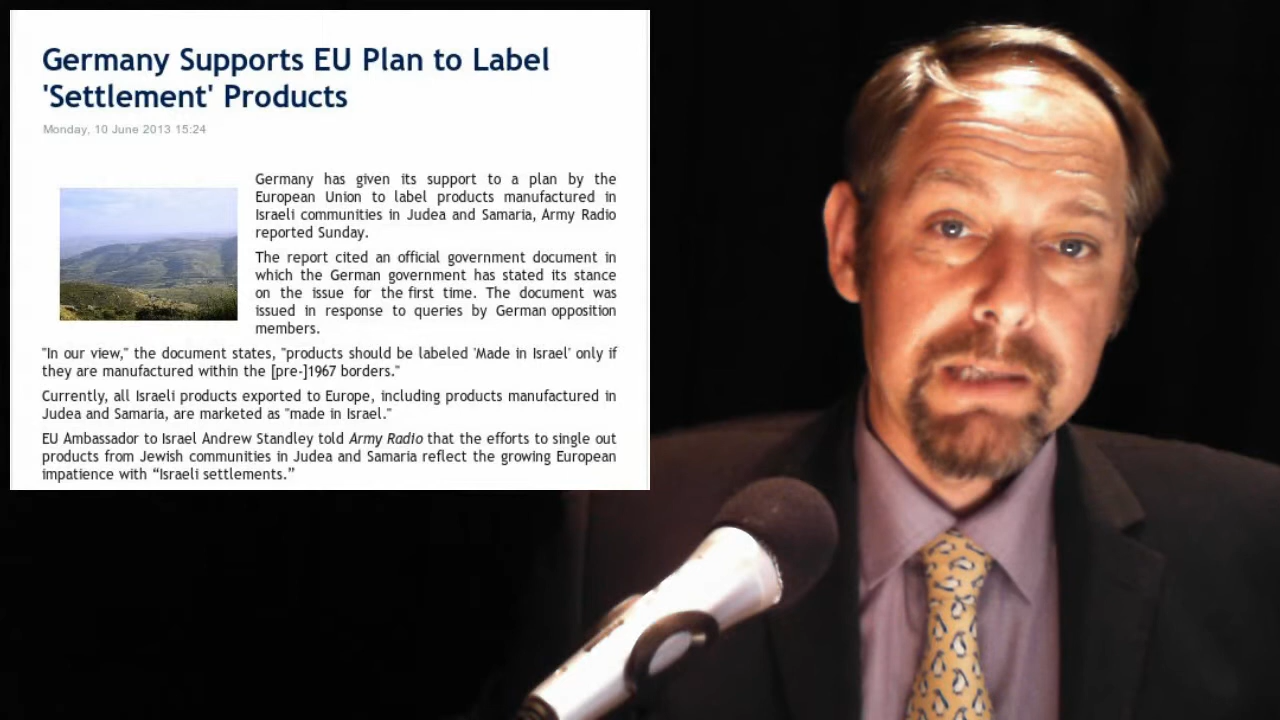 Germany Supports EU Plan to Label
'Settlement' Products
Monday, 10 June 2013 15:24
Germany has given its support to a plan by the
European Union to label products manufactured in
Israeli communities in Judea and Samaria, Army Radio
reported Sunday.
The report cited an official government document in
which the German government has stated its stance
on the issue for the first time. The document was
issued in response to queries by German opposition
members.
"In our view," the document states, "products should be labeled 'Made in Israel' only if
they are manufactured within the [pre-]1967 borders."
Currently, all Israeli products exported to Europe, including products manufactured in
Judea and Samaria, are marketed as "made in Israel."
EU Ambassador to Israel Andrew Standley told Army Radio that the efforts to single out
products from Jewish communities in Judea and Samaria reflect the growing European
impatience with “Israeli settlements.”